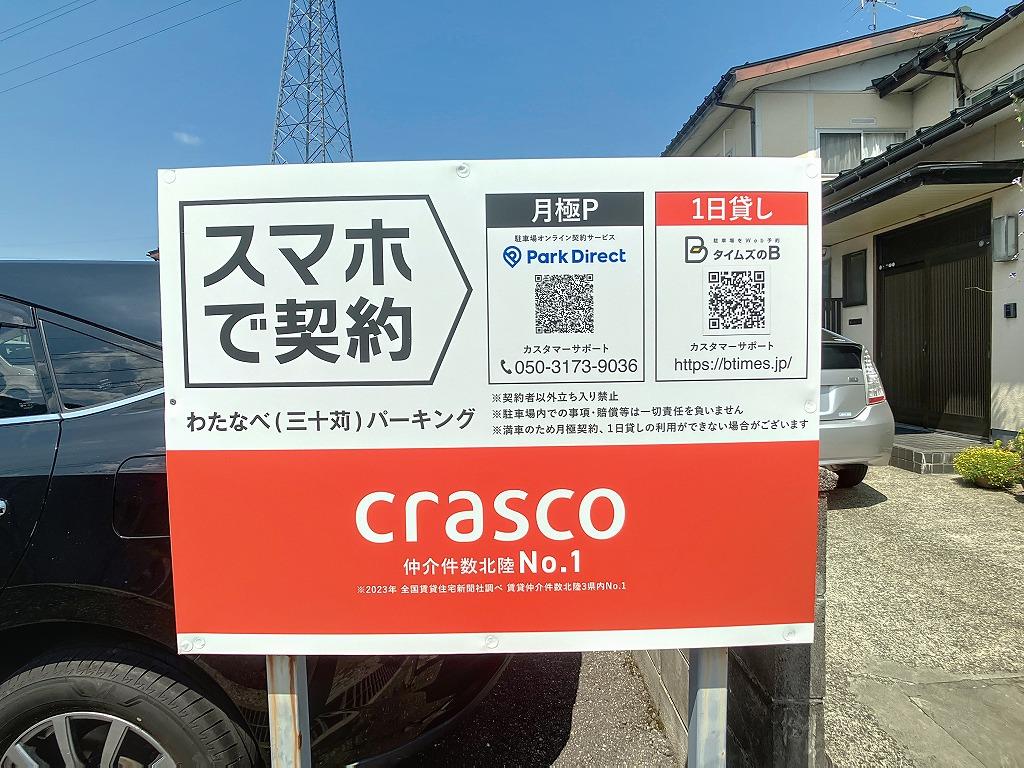 スマホ
で契約
わたなべ(三十苅)パーキング
月極P
駐車場オンライン契約サービス
Park Direct
カスタマーサポート
050-3173-9036
1日貸し
駐車場をWeb予約
タイムズのB
カスタマーサポート
https://btimes.jp/
※契約者以外立ち入り禁止
※駐車場内での事項・賠償等は一切責任を負いません
※満車のため月極契約、1日貸しの利用ができない場合がございます
crasco
仲介件数北陸No.1
※2023年 全国賃貸住宅新聞社調べ 賃貸仲介件数北陸3県内No.1